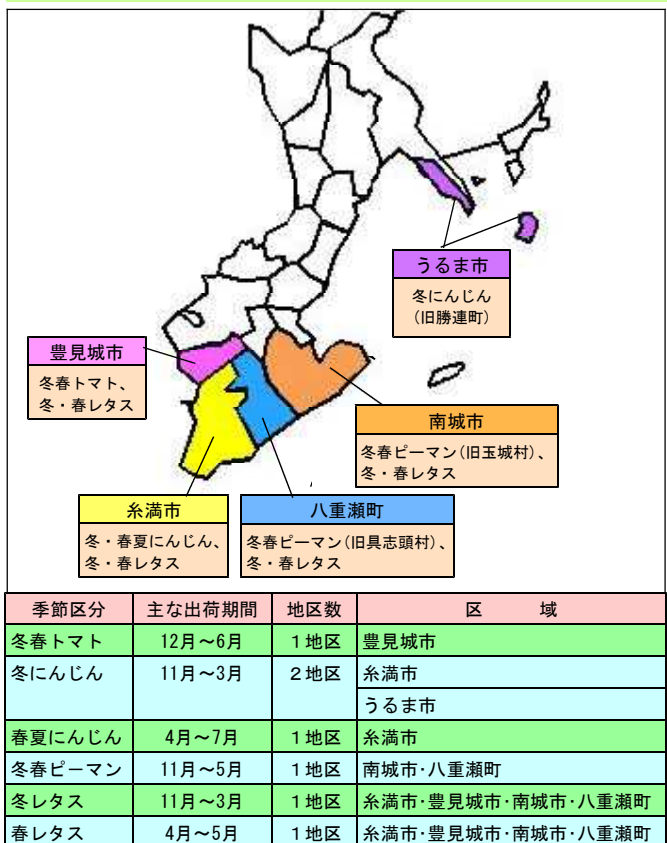 うるま市
冬にんじん
(旧勝連町)
豊見城市
冬春トマト、
冬・春レタス
南城市
冬春ピーマン(旧玉城村)、
冬・春レタス
糸満市
冬・春夏にんじん、
冬・春レタス
八重瀬町
冬春ピーマン(旧具志頭村)、
冬・春レタス
季節区分 主な出荷期間 地区数 区 域
冬春トマト 12月～6月 1地区 豊見城市
冬にんじん 11月～3月 2地区 糸満市
うるま市
春夏にんじん 4月～7月 1地区 糸満市
冬春ピーマン 11月～5月 1地区 南城市・八重瀬町
冬レタス 11月～3月 1地区 糸満市・豊見城市・南城市・八重瀬町
春レタス 4月～5月 1地区 糸満市・豊見城市・南城市・八重瀬町